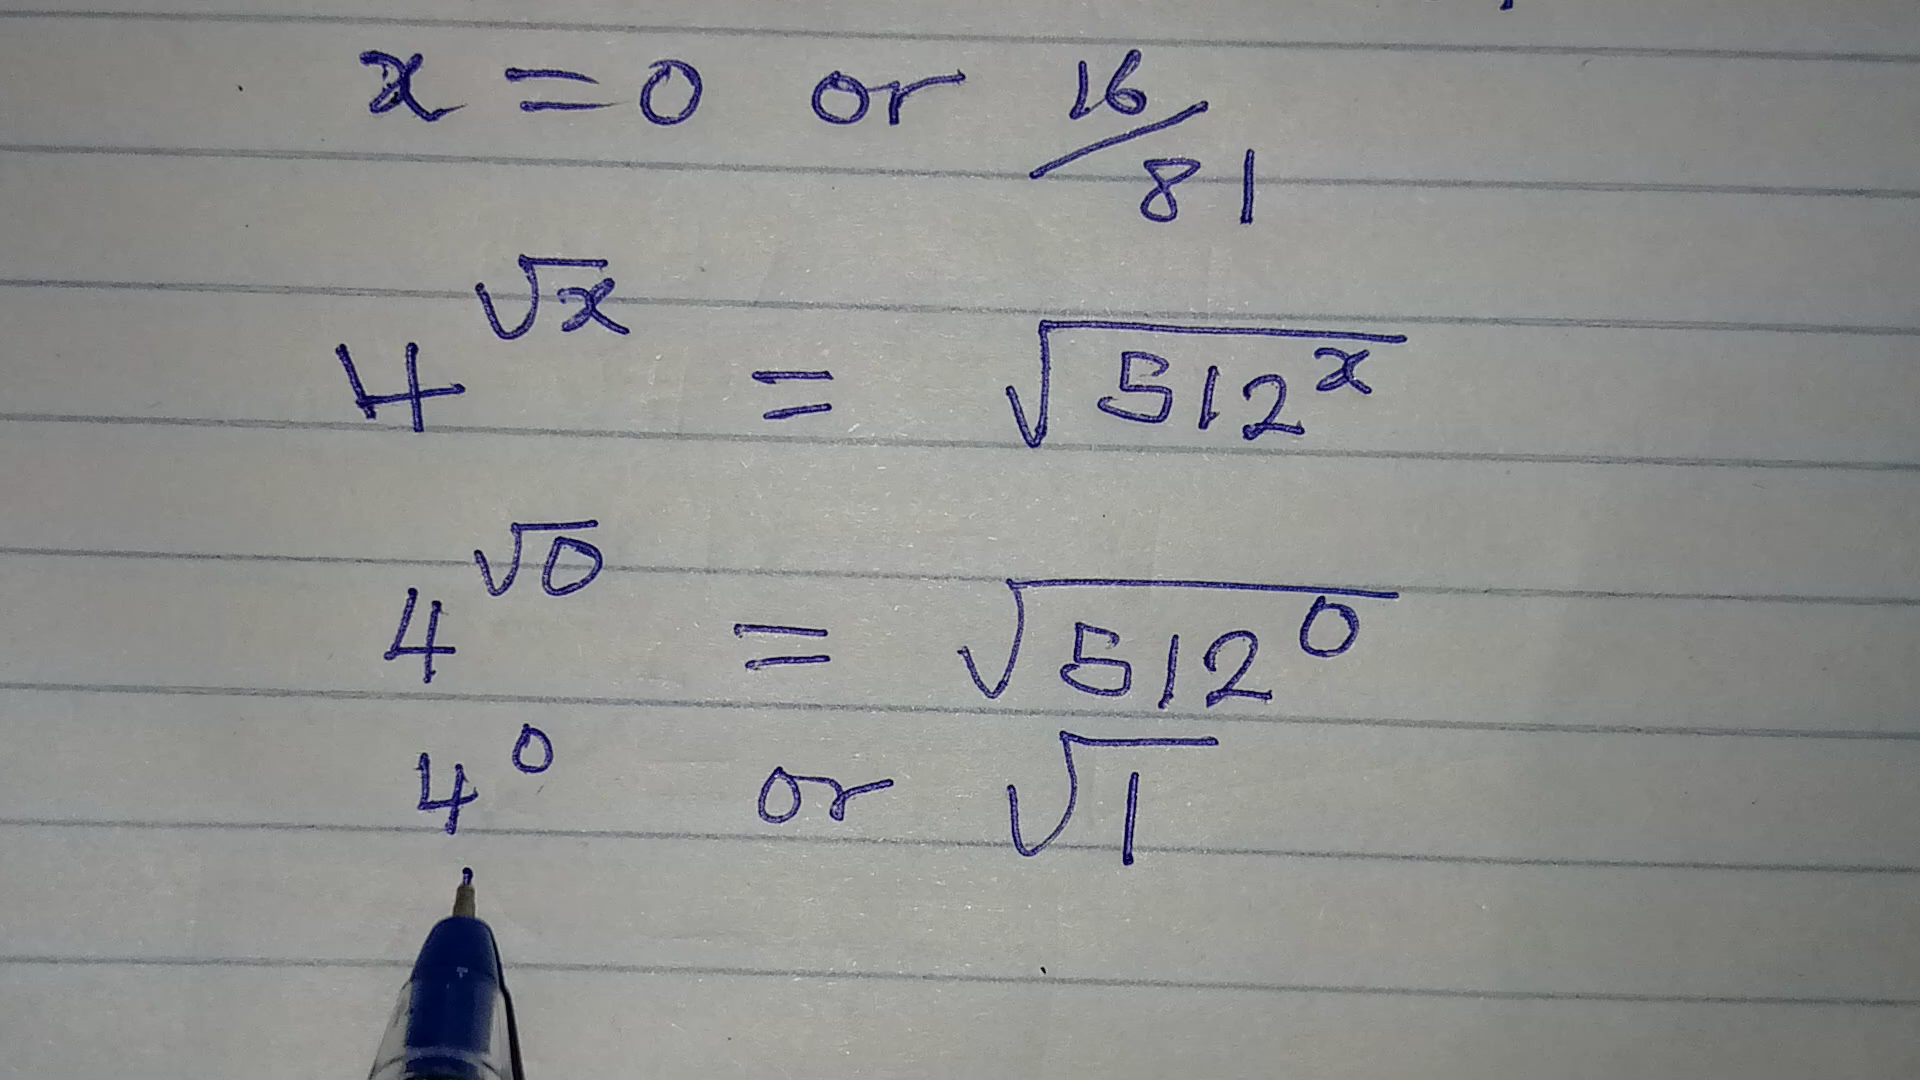 x = 0 or 16/81
4^√x = √(512^x)
4^√0 = √(512^0)
4^0 or √1